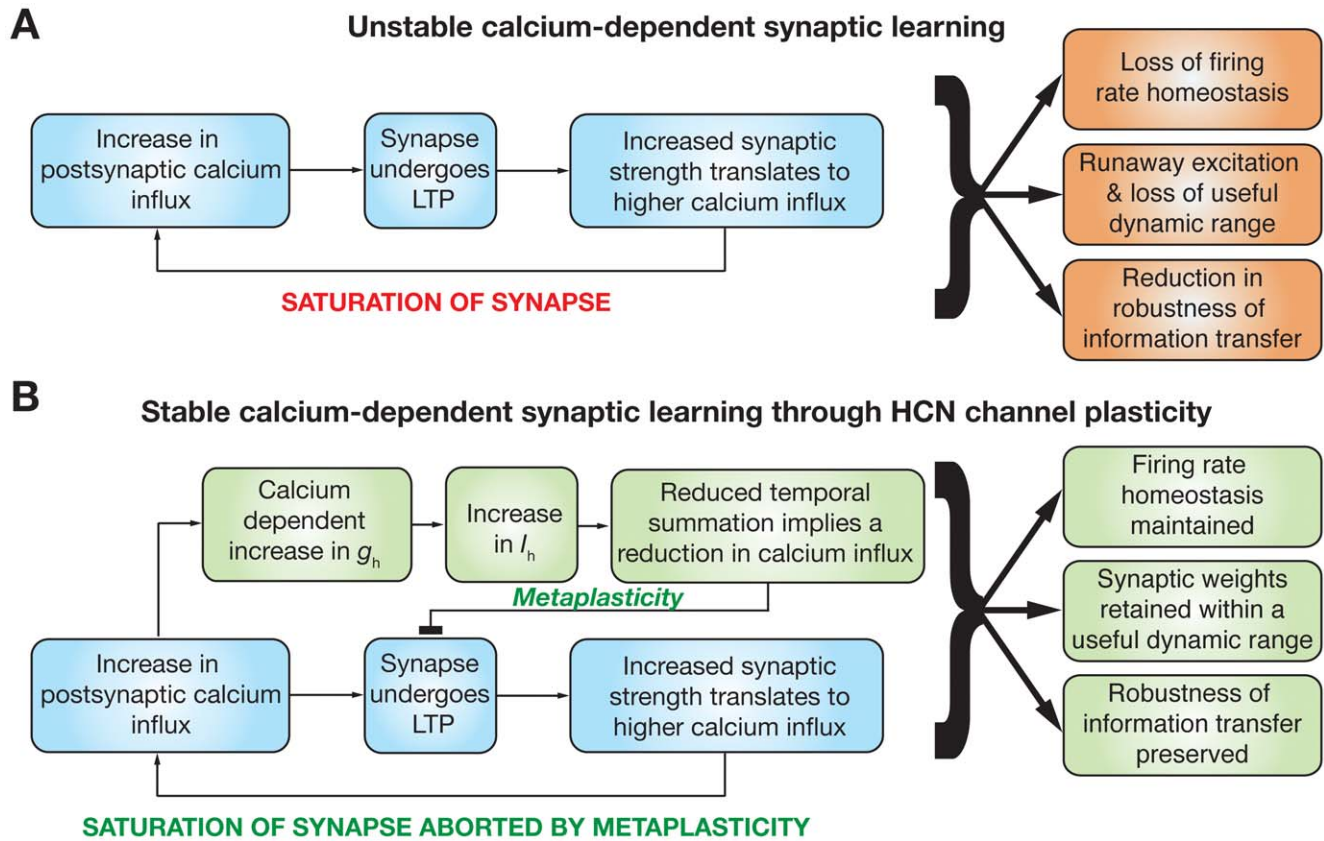 A
Unstable calcium-dependent synaptic learning
Increase in
postsynaptic calcium
influx
Synapse
undergoes
LTP
Increased synaptic
strength translates to
higher calcium influx
SATURATION OF SYNAPSE
Loss of firing
rate homeostasis
Runaway excitation
& loss of useful
dynamic range
Reduction in
robustness of
information transfer
B
Stable calcium-dependent synaptic learning through HCN channel plasticity
Calcium
dependent
increase in gh
Increase
in Ih
Reduced temporal
summation implies a
reduction in calcium influx
Metaplasticity
Increase in
postsynaptic calcium
influx
Synapse
undergoes
LTP
Increased synaptic
strength translates to
higher calcium influx
SATURATION OF SYNAPSE ABORTED BY METAPLASTICITY
Firing rate
homeostasis
maintained
Synaptic weights
retained within a
useful dynamic range
Robustness of
information transfer
preserved